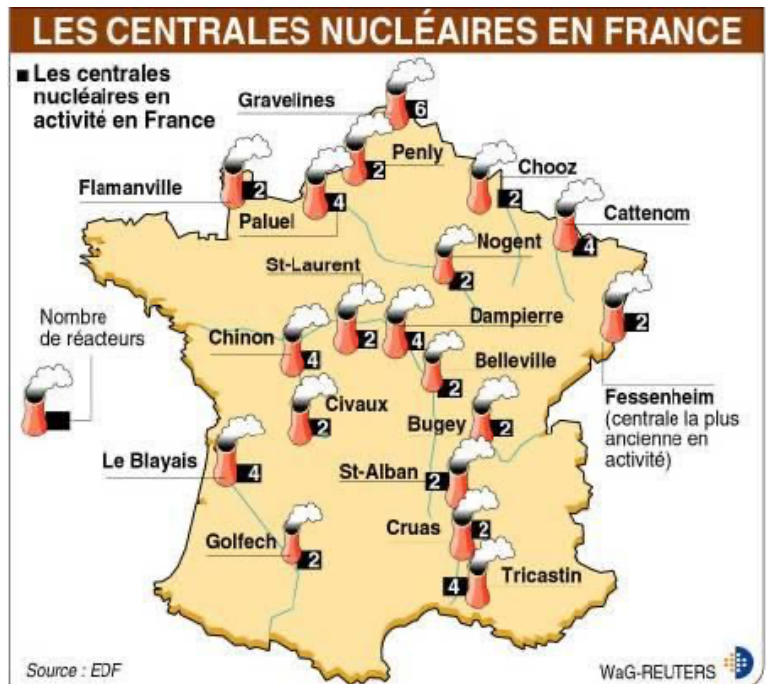 LES CENTRALES NUCLÉAIRES EN FRANCE
■ Les centrales
nucléaires en
activité en France
Gravelines
6
Penly
2
Chooz
2
Flamanville
2
Paluel
4
Cattenom
4
Nogent
2
St-Laurent
2
Dampierre
4
Nombre
de réacteurs
Chinon
4
Belleville
2
2
Fessenheim
(centrale la plus
ancienne en
activité)
Civaux
2
Bugey
2
Le Blayais
4
St-Alban
2
Cruas
2
Golfech
2
4
Tricastin
Source : EDF
WaG-REUTERS